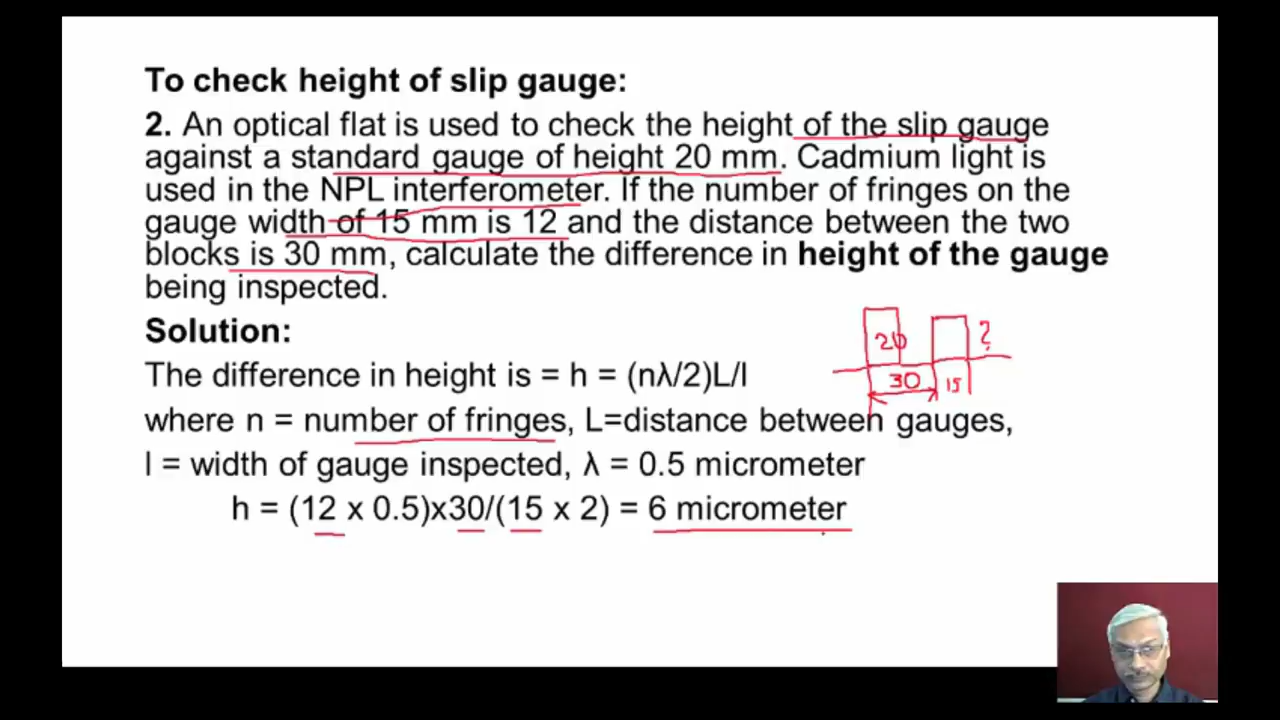 To check height of slip gauge:
2. An optical flat is used to check the height of the slip gauge
against a standard gauge of height 20 mm. Cadmium light is
used in the NPL interferometer. If the number of fringes on the
gauge width of 15 mm is 12 and the distance between the two
blocks is 30 mm, calculate the difference in height of the gauge
being inspected.
Solution:
20 ?
The difference in height is = h = (nλ/2)L/l
30 15
where n = number of fringes, L=distance between gauges,
l = width of gauge inspected, λ = 0.5 micrometer
h = (12 x 0.5)x30/(15 x 2) = 6 micrometer